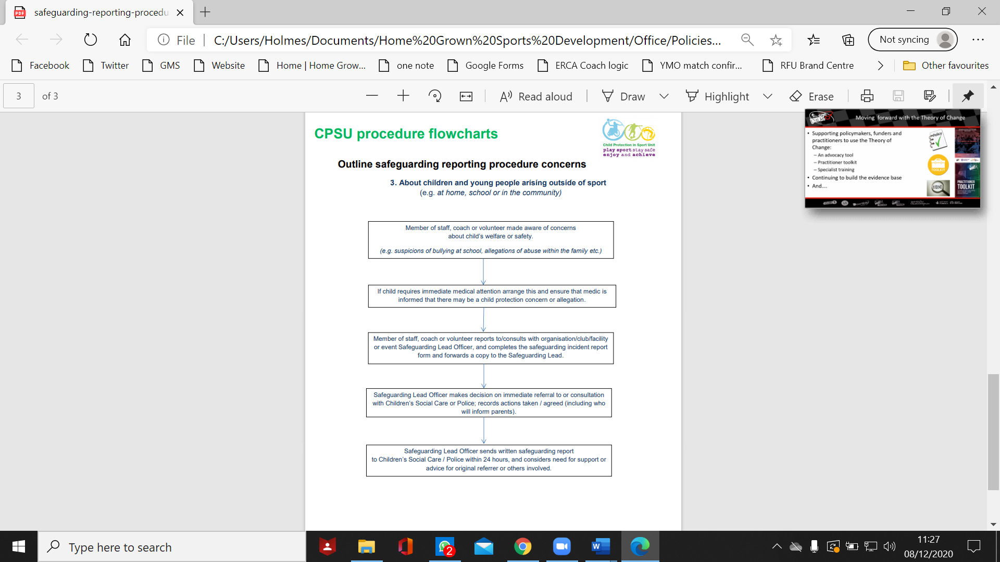 safeguarding-reporting-procedu
File
C:/Users/Holmes/Documents/Home%20Grown%20Sports%20Development/Office/Policies...
Not syncing
Facebook
Twitter
GMS
Website
Home | Home Grow...
one note
Google Forms
ERCA Coach logic
YMO match confir...
RFU Brand Centre
Other favourites
3
of 3
Read aloud
Draw
Highlight
Erase
CPSU procedure flowcharts
Child Protection in Sport Unit
play sport stay safe
enjoy and achieve
Outline safeguarding reporting procedure concerns
3. About children and young people arising outside of sport
(e.g. at home, school or in the community)
Member of staff, coach or volunteer made aware of concerns
about child's welfare or safety.
(e.g. suspicions of bullying at school, allegations of abuse within the family etc.)
If child requires immediate medical attention arrange this and ensure that medic is
informed that there may be a child protection concern or allegation.
Member of staff, coach or volunteer reports to/consults with organisation/club/facility
or event Safeguarding Lead Officer, and completes the safeguarding incident report
form and forwards a copy to the Safeguarding Lead.
Safeguarding Lead Officer makes decision on immediate referral to or consultation
with Children's Social Care or Police; records actions taken / agreed (including who
will inform parents).
Safeguarding Lead Officer sends written safeguarding report
to Children's Social Care / Police within 24 hours, and considers need for support or
advice for original referrer or others involved.
Moving forward with the Theory of Change
• Supporting policymakers, funders and
practitioners to use the Theory of
Change:
– An advocacy tool
– Practitioner toolkit
– Specialist training
• Continuing to build the evidence base
• And....
Policy
TOOLKIT
EVIDENCE
PRACTITIONER
TOOLKIT
Type here to search
2
11:27
08/12/2020